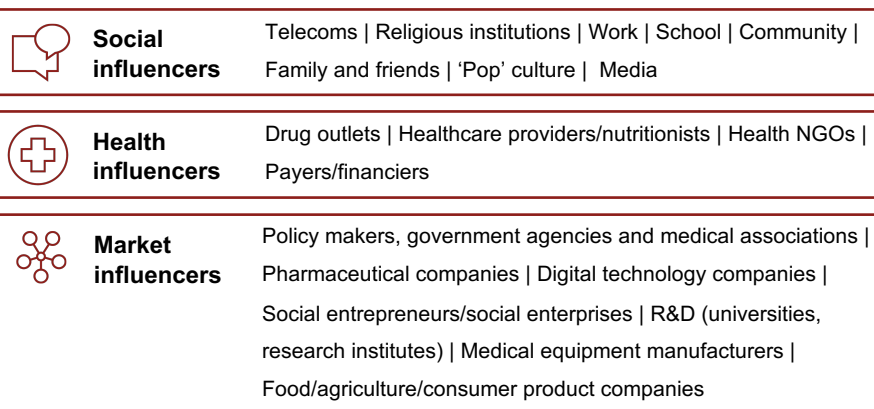 Social
influencers
Telecoms | Religious institutions | Work | School | Community |
Family and friends | ‘Pop’ culture | Media
Health
influencers
Drug outlets | Healthcare providers/nutritionists | Health NGOs |
Payers/financiers
Market
influencers
Policy makers, government agencies and medical associations |
Pharmaceutical companies | Digital technology companies |
Social entrepreneurs/social enterprises | R&D (universities,
research institutes) | Medical equipment manufacturers |
Food/agriculture/consumer product companies